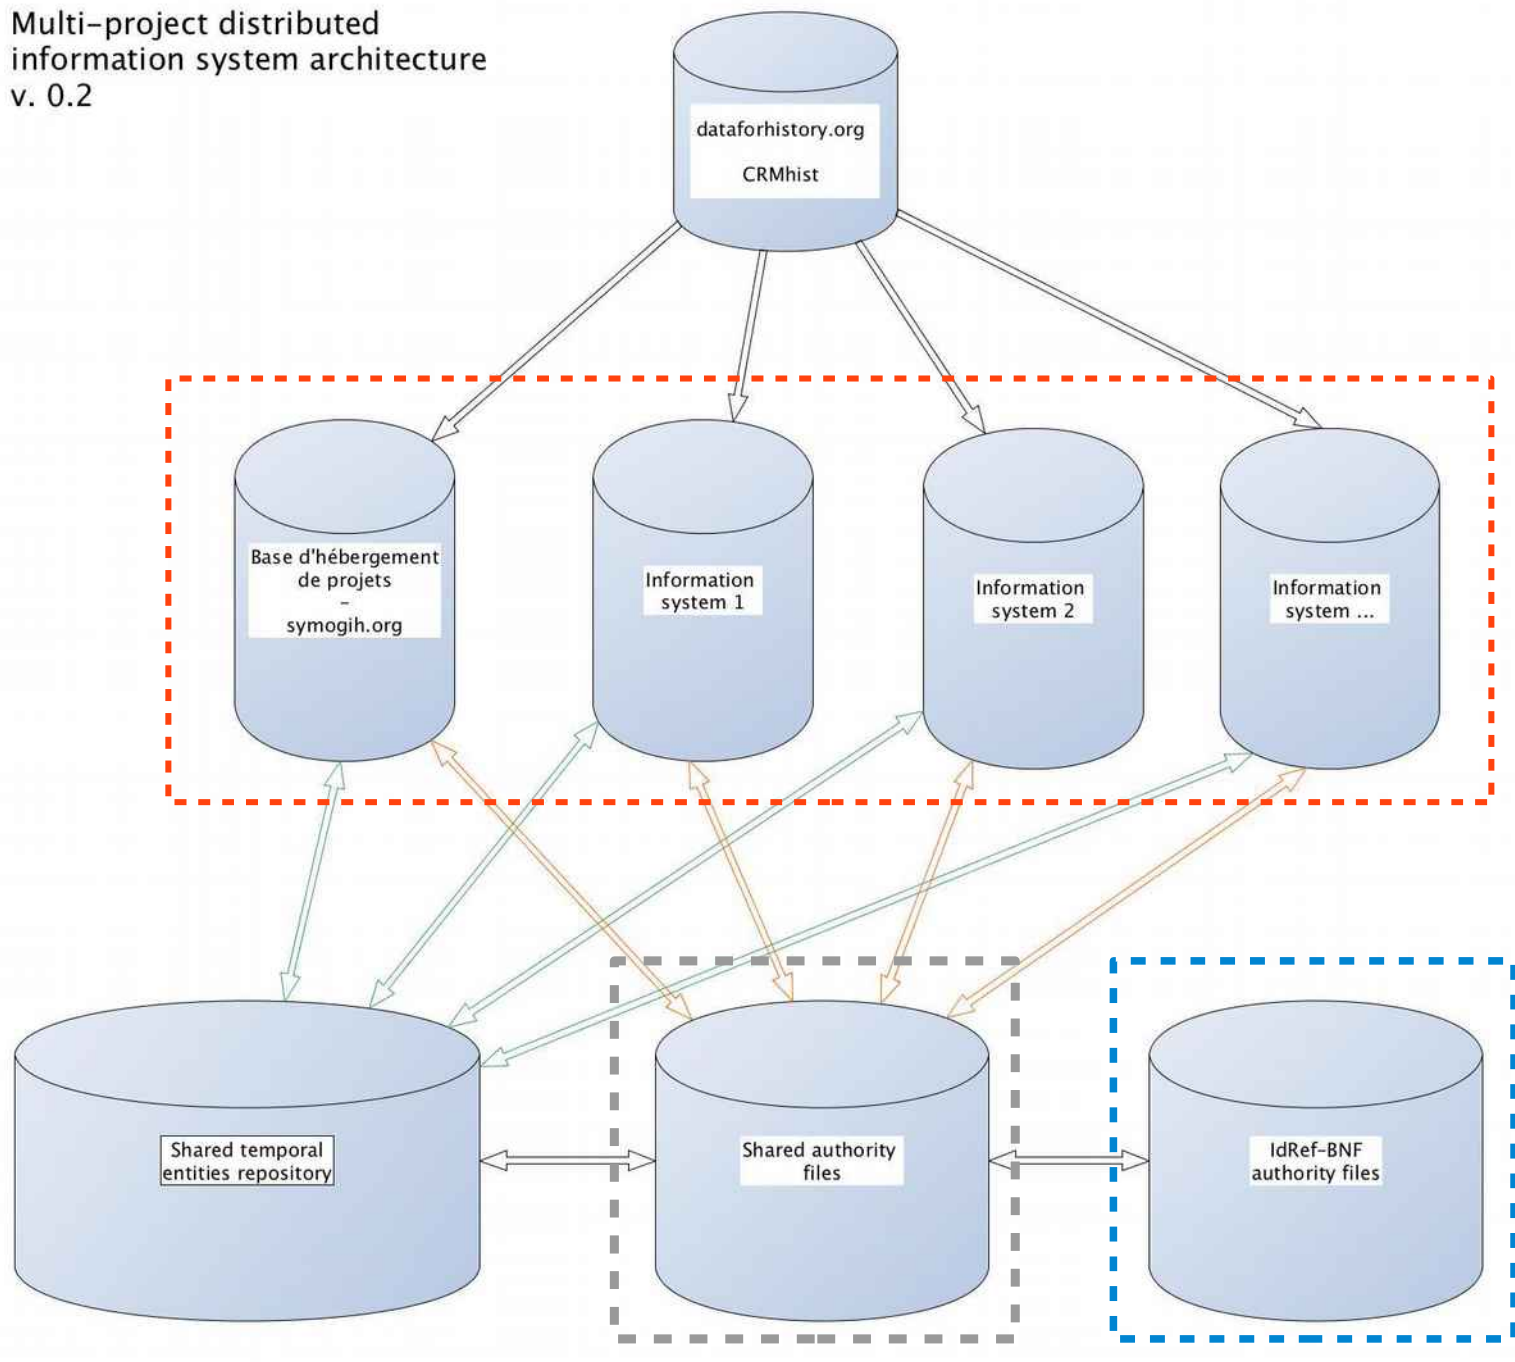 Multi-project distributed
information system architecture
v. 0.2
dataforhistory.org
CRMhist
Base d'hébergement
de projets
–
symogih.org
Information
system 1
Information
system 2
Information
system ...
Shared temporal
entities repository
Shared authority
files
IdRef-BNF
authority files